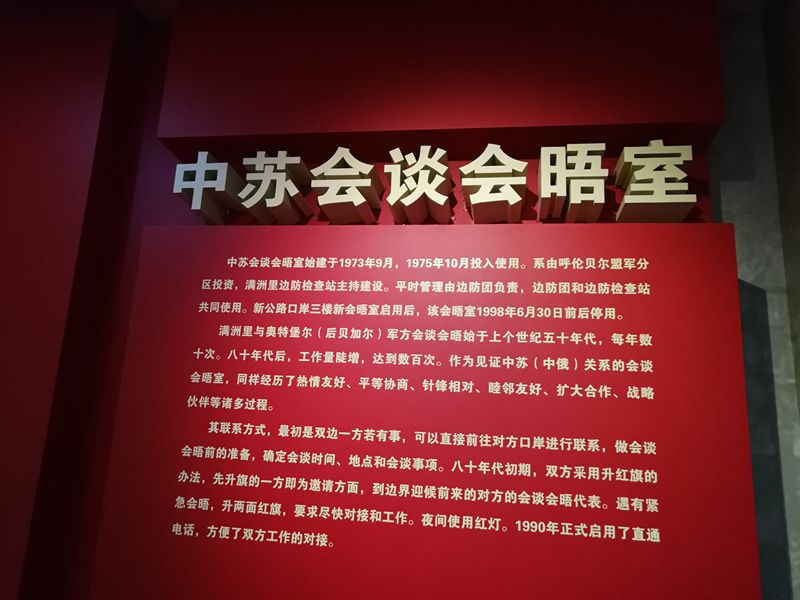 中苏会谈会晤室
中苏会谈会晤室始建于1973年9月，1975年10月投入使用。系由呼伦贝尔盟军分
区投资，满洲里边防检查站主持建设。平时管理由边防团负责，边防团和边防检查站
共同使用。新公路口岸三楼新会晤室启用后，该会晤室1998年6月30日前后停用。
满洲里与奥特堡尔（后贝加尔）军方会谈会晤始于上个世纪五十年代，每年数
十次。八十年代后，工作量陡增，达到数百次。作为见证中苏（中俄）关系的会谈
会晤室，同样经历了热情友好、平等协商、针锋相对、睦邻友好、扩大合作、战略
伙伴等诸多过程。
其联系方式，最初是双边一方若有事，可以直接前往对方口岸进行联系，做会谈
会晤前的准备，确定会谈时间、地点和会谈事项。八十年代初期，双方采用升红旗的
办法，先升旗的一方即为邀请方面，到边界迎候前来的对方的会谈会晤代表。遇有紧
急会晤，升两面红旗，要求尽快对接和工作。夜间使用红灯。1990年正式启用了直通
电话，方便了双方工作的对接。